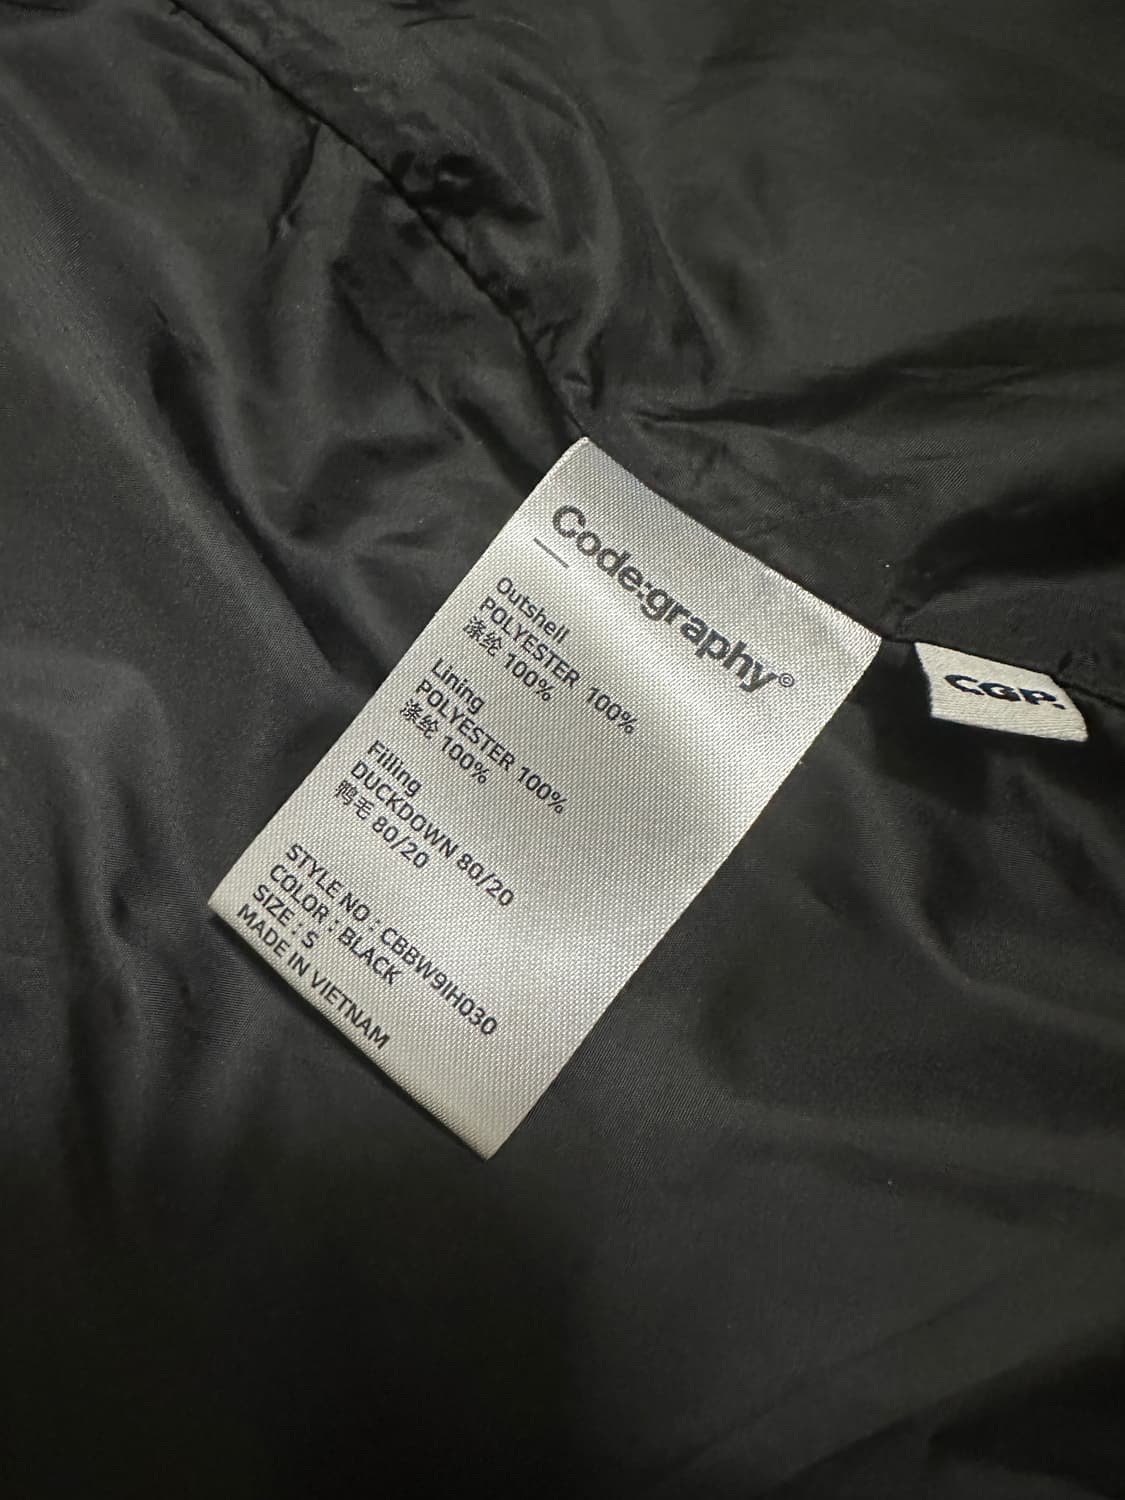 Code:graphy©
Outshell
POLYESTER 100%
涤纶 100%
Lining
POLYESTER 100%
涤纶 100%
Filling
DUCKDOWN 80/20
鸭毛 80/20
STYLE NO : CBBW9IH030
COLOR : BLACK
SIZE : S
MADE IN VIETNAM
CGP.